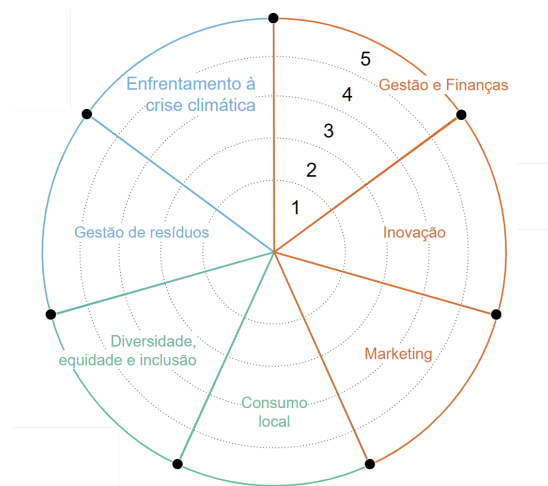 5
Gestão e Finanças
Enfrentamento à
crise climática
4
3
2
1
Gestão de resíduos
Inovação
Diversidade,
equidade e inclusão
Marketing
Consumo
local